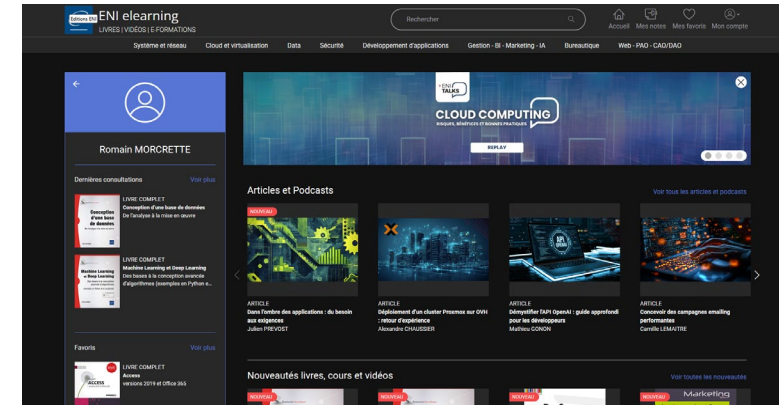 Editions ENI
ENI elearning
LIVRES | VIDÉOS | E FORMATIONS
Rechercher
Accueil
Mes notes
Mes favoris
Mon compte
Système et réseau
Cloud et virtualisation
Data
Sécurité
Développement d'applications
Gestion - BI - Marketing - IA
Bureautique
Web - PAO - CAO/DAO
Romain MORCRETTE
Dernières consultations
Voir plus
Conception
d'une base
de données
LIVRE COMPLET
Conception d'une base de données
De l'analyse à la mise en œuvre
Machine Learning
et Deep Learning
LIVRE COMPLET
Machine Learning et Deep Learning
Des bases à la conception avancée
d'algorithmes (exemples en Python e...
Favoris
Voir plus
ACCESS
LIVRE COMPLET
Access
versions 2019 et Office 365
ENI
TALKS
CLOUD COMPUTING
RISQUES, BÉNÉFICES ET BONNES PRATIQUES
REPLAY
Articles et Podcasts
Voir tous les articles et podcasts
NOUVEAU
ARTICLE
Dans l'ombre des applications : du besoin
aux exigences
Julien PREVOST
ARTICLE
Déploiement d'un cluster Proxmox sur OVH
: retour d'expérience
Alexandre CHAUSSIER
API
OPENAI
ARTICLE
Démystifier l'API OpenAI : guide approfondi
pour les développeurs
Mathieu GONON
ARTICLE
Concevoir des campagnes emailing
performantes
Camille LEMAITRE
Nouveautés livres, cours et vidéos
Voir toutes les nouveautés
NOUVEAU
NOUVEAU
NOUVEAU
NOUVEAU
Marketing